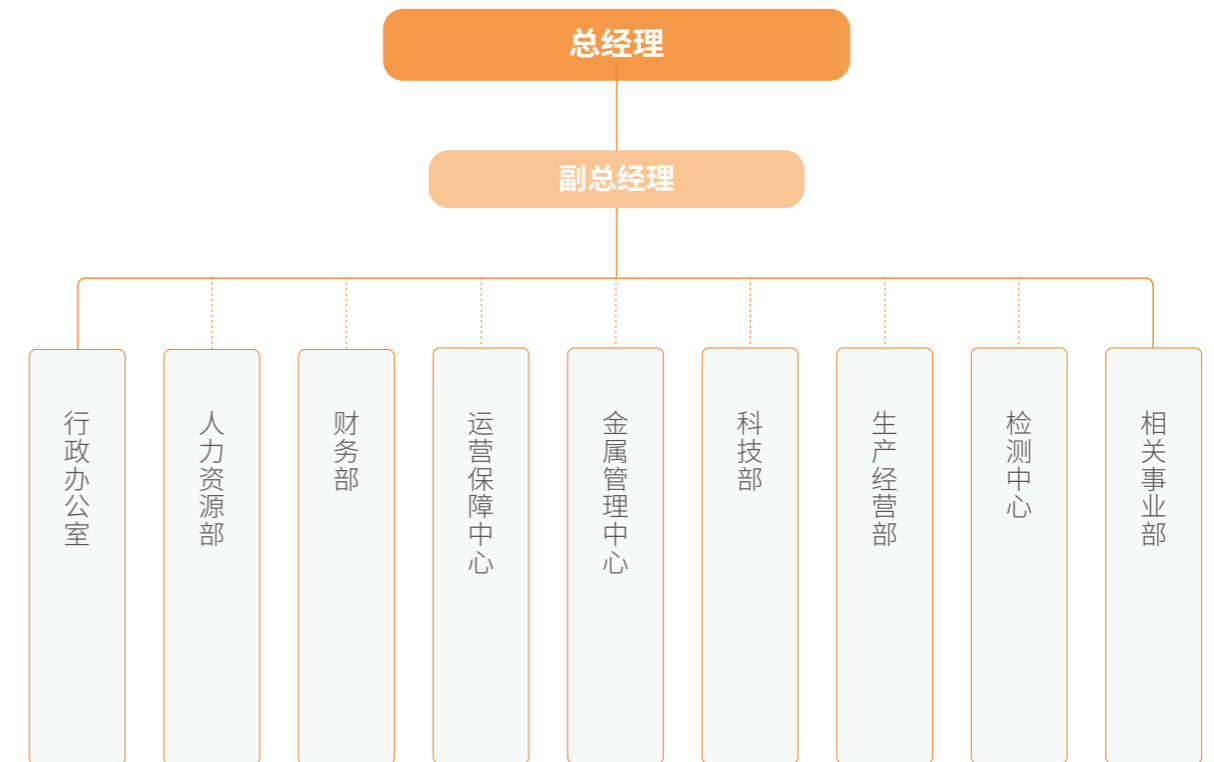 总经理
副总经理
行政办公室
人力资源部
财务部
运营保障中心
金属管理中心
科技部
生产经营部
检测中心
相关事业部